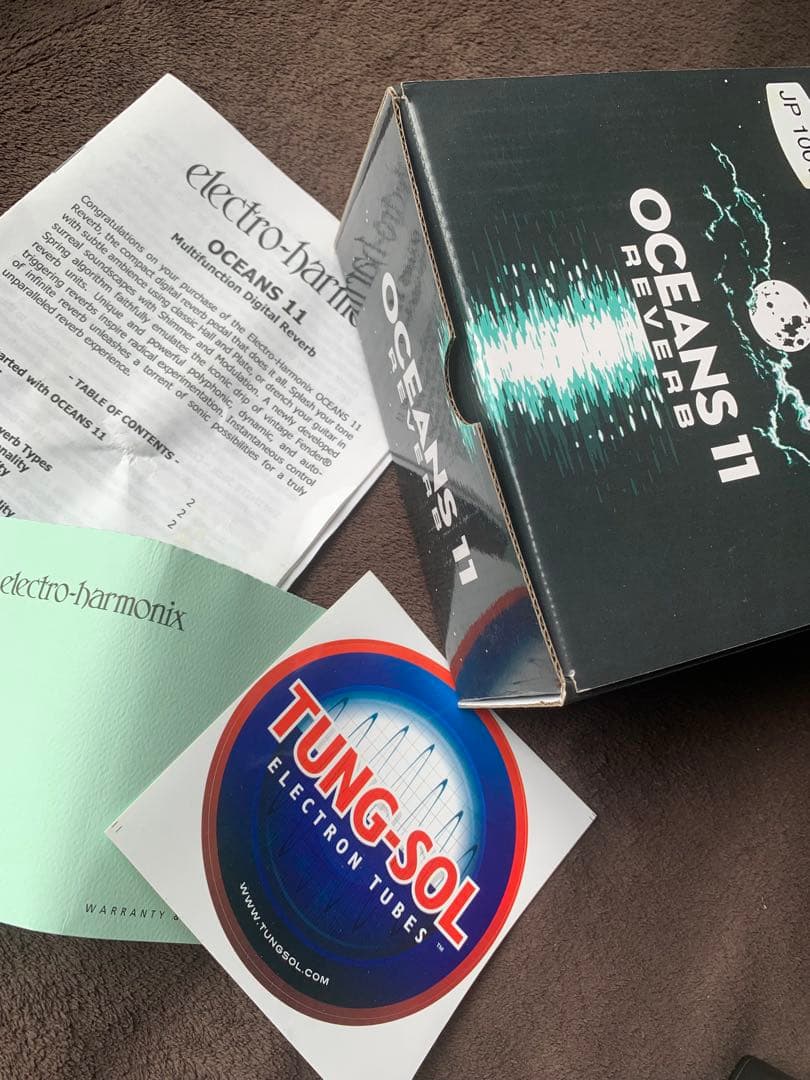 electro-harmo
OCEANS 11
Multifunction Digital Reverb
Congratulations on your purchase of the Electro-Harmonix OCEANS 11
Reverb, the compact digital reverb pedal that does it all. Splash your tone
with subtle ambience using classic Hall and Plate, or drench your guitar in
surreal soundscapes with Shimmer and Modulation. A newly developed
Spring algorithm faithfully emulates the iconic drip of vintage Fender®
reverb units. Unique and powerful polyphonic, dynamic, and auto-
triggering reverbs inspire radical experimentation. Instantaneous control
of infinite reverb unleashes a torrent of sonic possibilities for a truly
unparalleled reverb experience.
- TABLE OF CONTENTS -
arted with OCEANS 11
2
verb Types
2
onality
2
ity
ality
OCEANS 11
REVERB
JP 100
OCEANS 11
REVERB
electro-harmonix
WARRANTY &
TUNG-SOL
ELECTRON TUBES™
WWW.TUNGSOL.COM